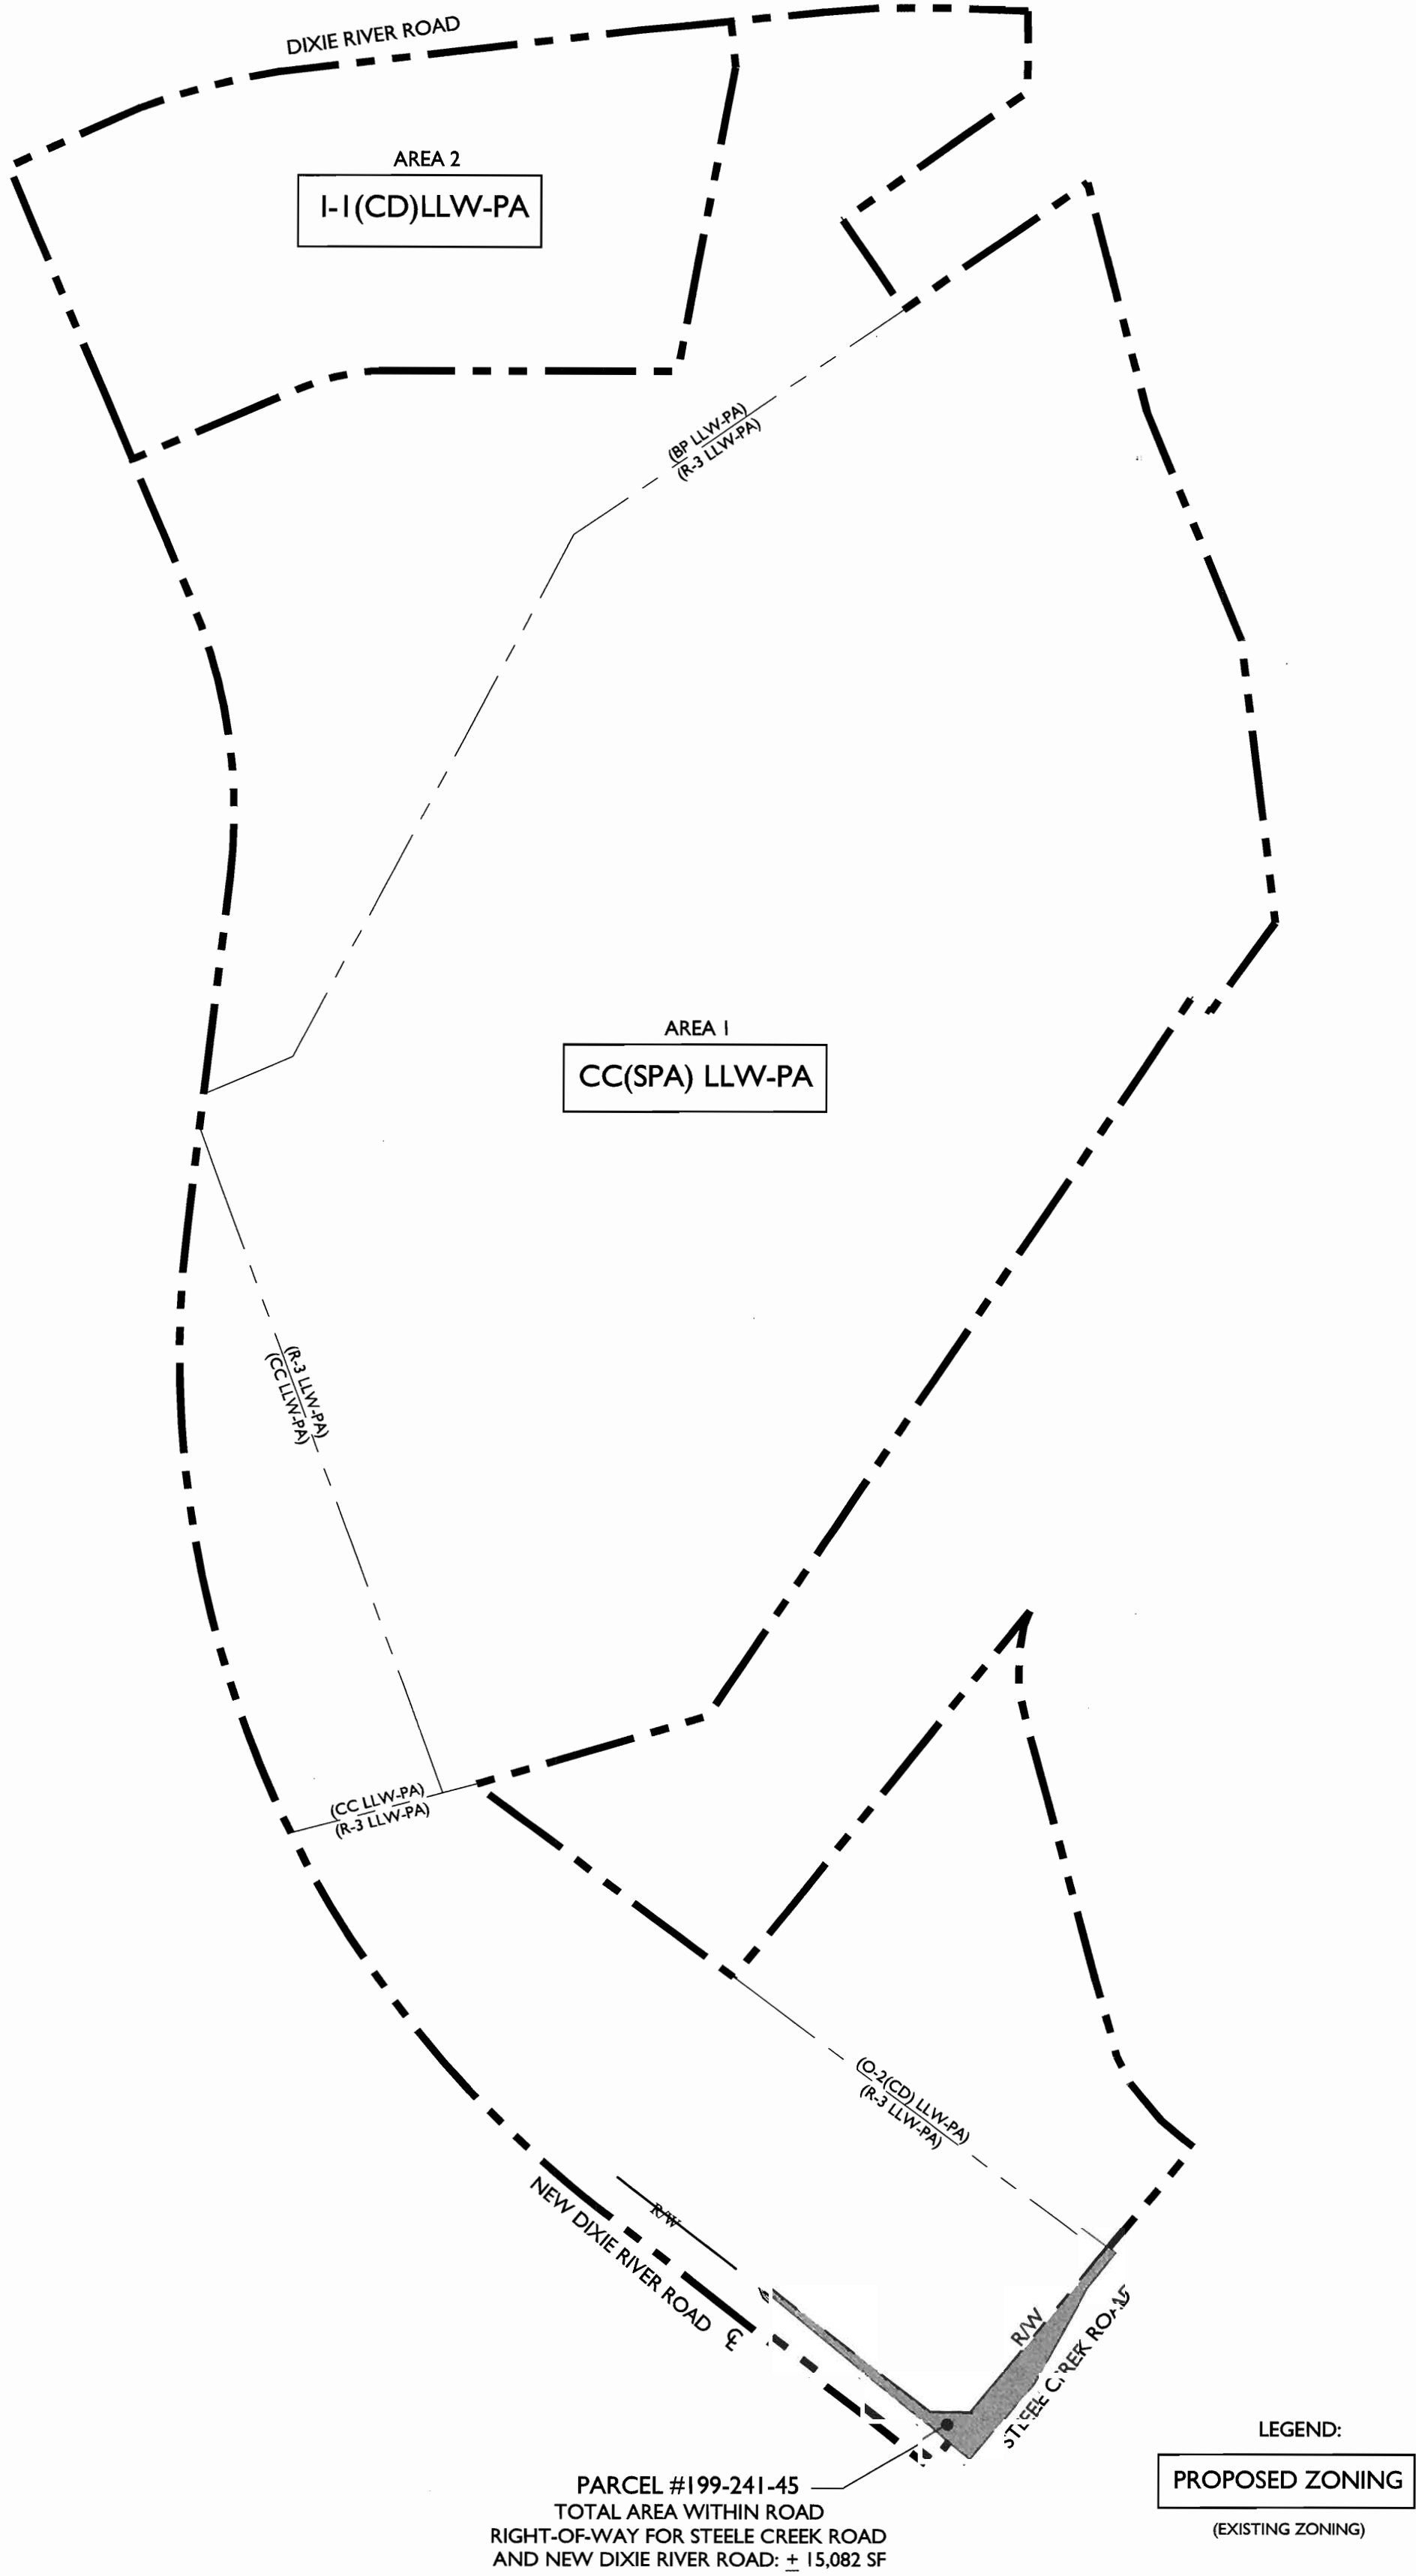 DIXIE RIVER ROAD
AREA 2
I-1(CD)LLW-PA
(BP LLW-PA)
(R-3 LLW-PA)
AREA 1
CC(SPA) LLW-PA
(R-3 LLW-PA)
(CC LLW-PA)
(CC LLW-PA)
(R-3 LLW-PA)
(O-2(CD) LLW-PA)
(R-3 LLW-PA)
R/W
NEW DIXIE RIVER ROAD ℄
R/W
STEELE CREEK ROAD
LEGEND:
PROPOSED ZONING
(EXISTING ZONING)
PARCEL #199-241-45
TOTAL AREA WITHIN ROAD
RIGHT-OF-WAY FOR STEELE CREEK ROAD
AND NEW DIXIE RIVER ROAD: ± 15,082 SF